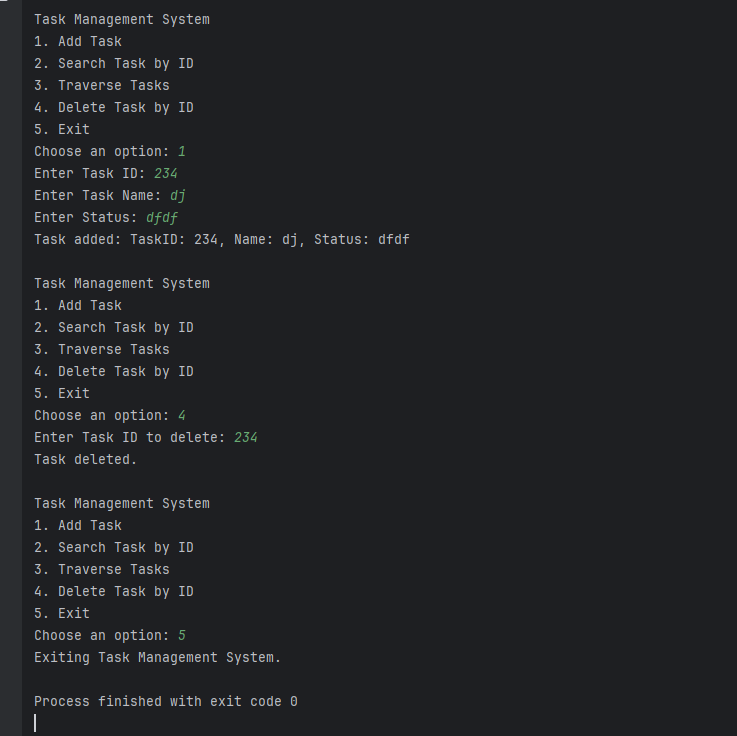 Task Management System
1. Add Task
2. Search Task by ID
3. Traverse Tasks
4. Delete Task by ID
5. Exit
Choose an option: 1
Enter Task ID: 234
Enter Task Name: dj
Enter Status: dfdf
Task added: TaskID: 234, Name: dj, Status: dfdf

Task Management System
1. Add Task
2. Search Task by ID
3. Traverse Tasks
4. Delete Task by ID
5. Exit
Choose an option: 4
Enter Task ID to delete: 234
Task deleted.

Task Management System
1. Add Task
2. Search Task by ID
3. Traverse Tasks
4. Delete Task by ID
5. Exit
Choose an option: 5
Exiting Task Management System.

Process finished with exit code 0